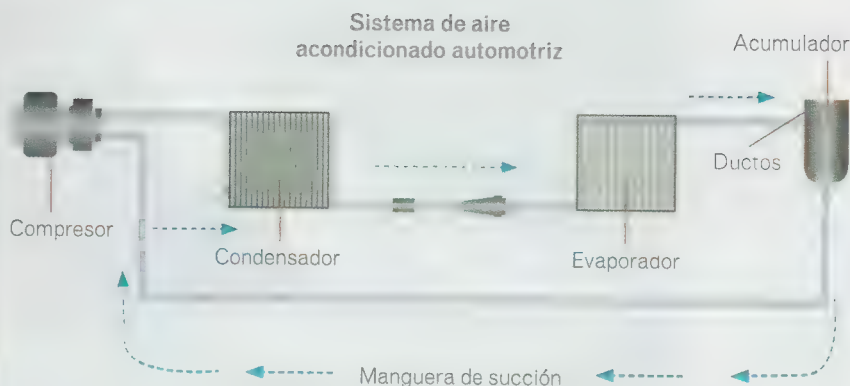 Sistema de aire
acondicionado automotriz
Acumulador
Ductos
Compresor
Condensador
Evaporador
Manguera de succión